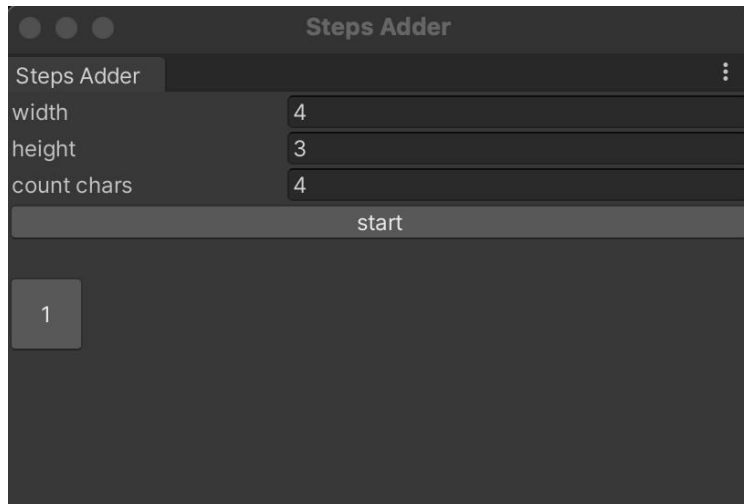 Steps Adder
Steps Adder
width 4
height 3
count chars 4
start
1